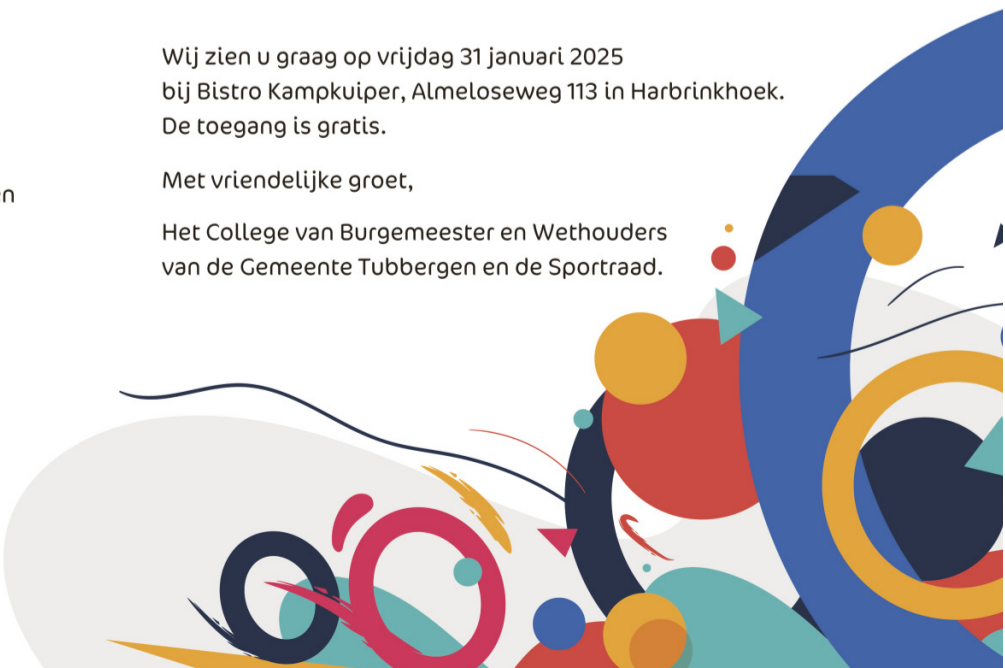 Wij zien u graag op vrijdag 31 januari 2025
bij Bistro Kampkuiper, Almeloseweg 113 in Harbrinkhoek.
De toegang is gratis.
Met vriendelijke groet,
Het College van Burgemeester en Wethouders
van de Gemeente Tubbergen en de Sportraad.